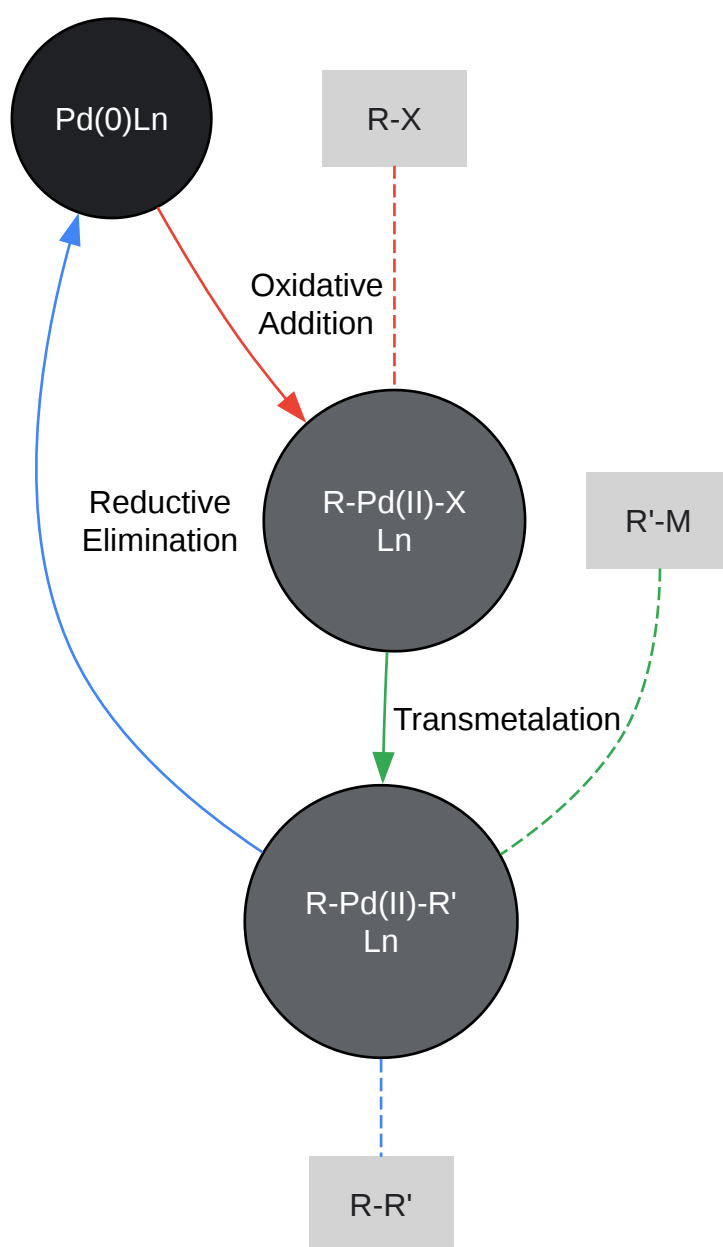 Pd(0)Ln
R-X
Oxidative
Addition
R-Pd(II)-X
Ln
Reductive
Elimination
R'-M
Transmetalation
R-Pd(II)-R'
Ln
R-R'